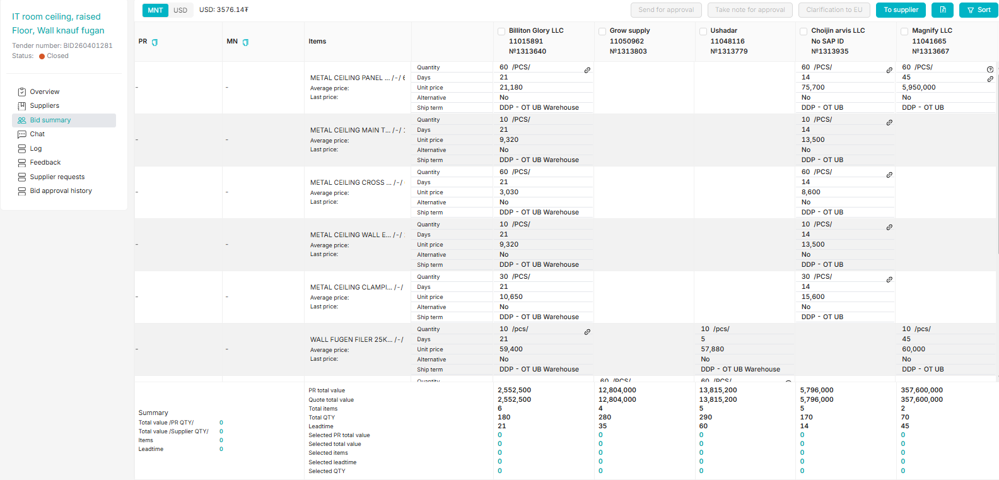 IT room ceiling, raised
Floor, Wall knauf fugan
Tender number: BID260401281
Status: Closed
Overview
Suppliers
Bid summary
Chat
Log
Feedback
Supplier requests
Bid approval history
MNT USD USD: 3576.14₮
Send for approval Take note for approval Clarification to EU To supplier Sort
PR MN Items
Billiton Glory LLC
11015891
№1313640
Grow supply
11050962
№1313803
Ushadar
11048116
№1313779
Choijin arvis LLC
No SAP ID
№1313935
Magnify LLC
11041665
№1313667
- - METAL CEILING PANEL ... /-/ 6
Average price:
Last price:
Quantity 60 /PCS/ 60 /PCS/ 60 /PCS/
Days 21 14 45
Unit price 21,180 75,700 5,950,000
Alternative No No No
Ship term DDP - OT UB Warehouse DDP - OT UB DDP - OT UB
- - METAL CEILING MAIN T... /-/
Average price:
Last price:
Quantity 10 /PCS/ 10 /PCS/
Days 21 14
Unit price 9,320 13,500
Alternative No No
Ship term DDP - OT UB Warehouse DDP - OT UB
- - METAL CEILING CROSS ... /-/
Average price:
Last price:
Quantity 60 /PCS/ 60 /PCS/
Days 21 14
Unit price 3,030 8,600
Alternative No No
Ship term DDP - OT UB Warehouse DDP - OT UB
- - METAL CEILING WALL E... /-/
Average price:
Last price:
Quantity 10 /PCS/ 10 /PCS/
Days 21 14
Unit price 9,320 13,500
Alternative No No
Ship term DDP - OT UB Warehouse DDP - OT UB
- - METAL CEILING CLAMPI... /-/
Average price:
Last price:
Quantity 30 /PCS/ 30 /PCS/
Days 21 14
Unit price 10,650 15,600
Alternative No No
Ship term DDP - OT UB Warehouse DDP - OT UB
- - WALL FUGEN FILER 25K... /-/
Average price:
Last price:
Quantity 10 /pcs/ 10 /pcs/ 10 /pcs/
Days 21 5 45
Unit price 59,400 57,880 60,000
Alternative No No No
Ship term DDP - OT UB Warehouse DDP - OT UB Warehouse DDP - OT UB
Quantity 60 /PCS/ 60 /PCS/
Summary
Total value /PR QTY/ 0
Total value /Supplier QTY/ 0
Items 0
Leadtime 0
PR total value 2,552,500 12,804,000 13,815,200 5,796,000 357,600,000
Quote total value 2,552,500 12,804,000 13,815,200 5,796,000 357,600,000
Total items 6 4 5 5 2
Total QTY 180 280 290 170 70
Leadtime 21 35 60 14 45
Selected PR total value 0 0 0 0 0
Selected total value 0 0 0 0 0
Selected items 0 0 0 0 0
Selected leadtime 0 0 0 0 0
Selected QTY 0 0 0 0 0